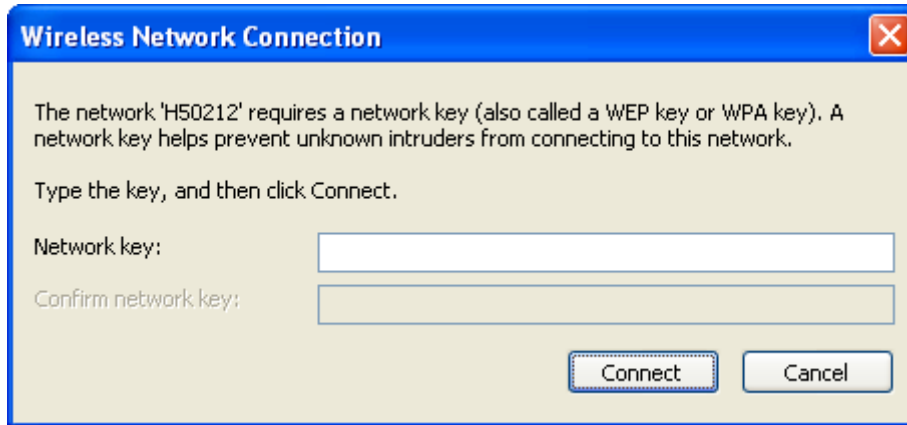 Wireless Network Connection
The network 'H50212' requires a network key (also called a WEP key or WPA key). A
network key helps prevent unknown intruders from connecting to this network.
Type the key, and then click Connect.
Network key:
Confirm network key:
Connect Cancel